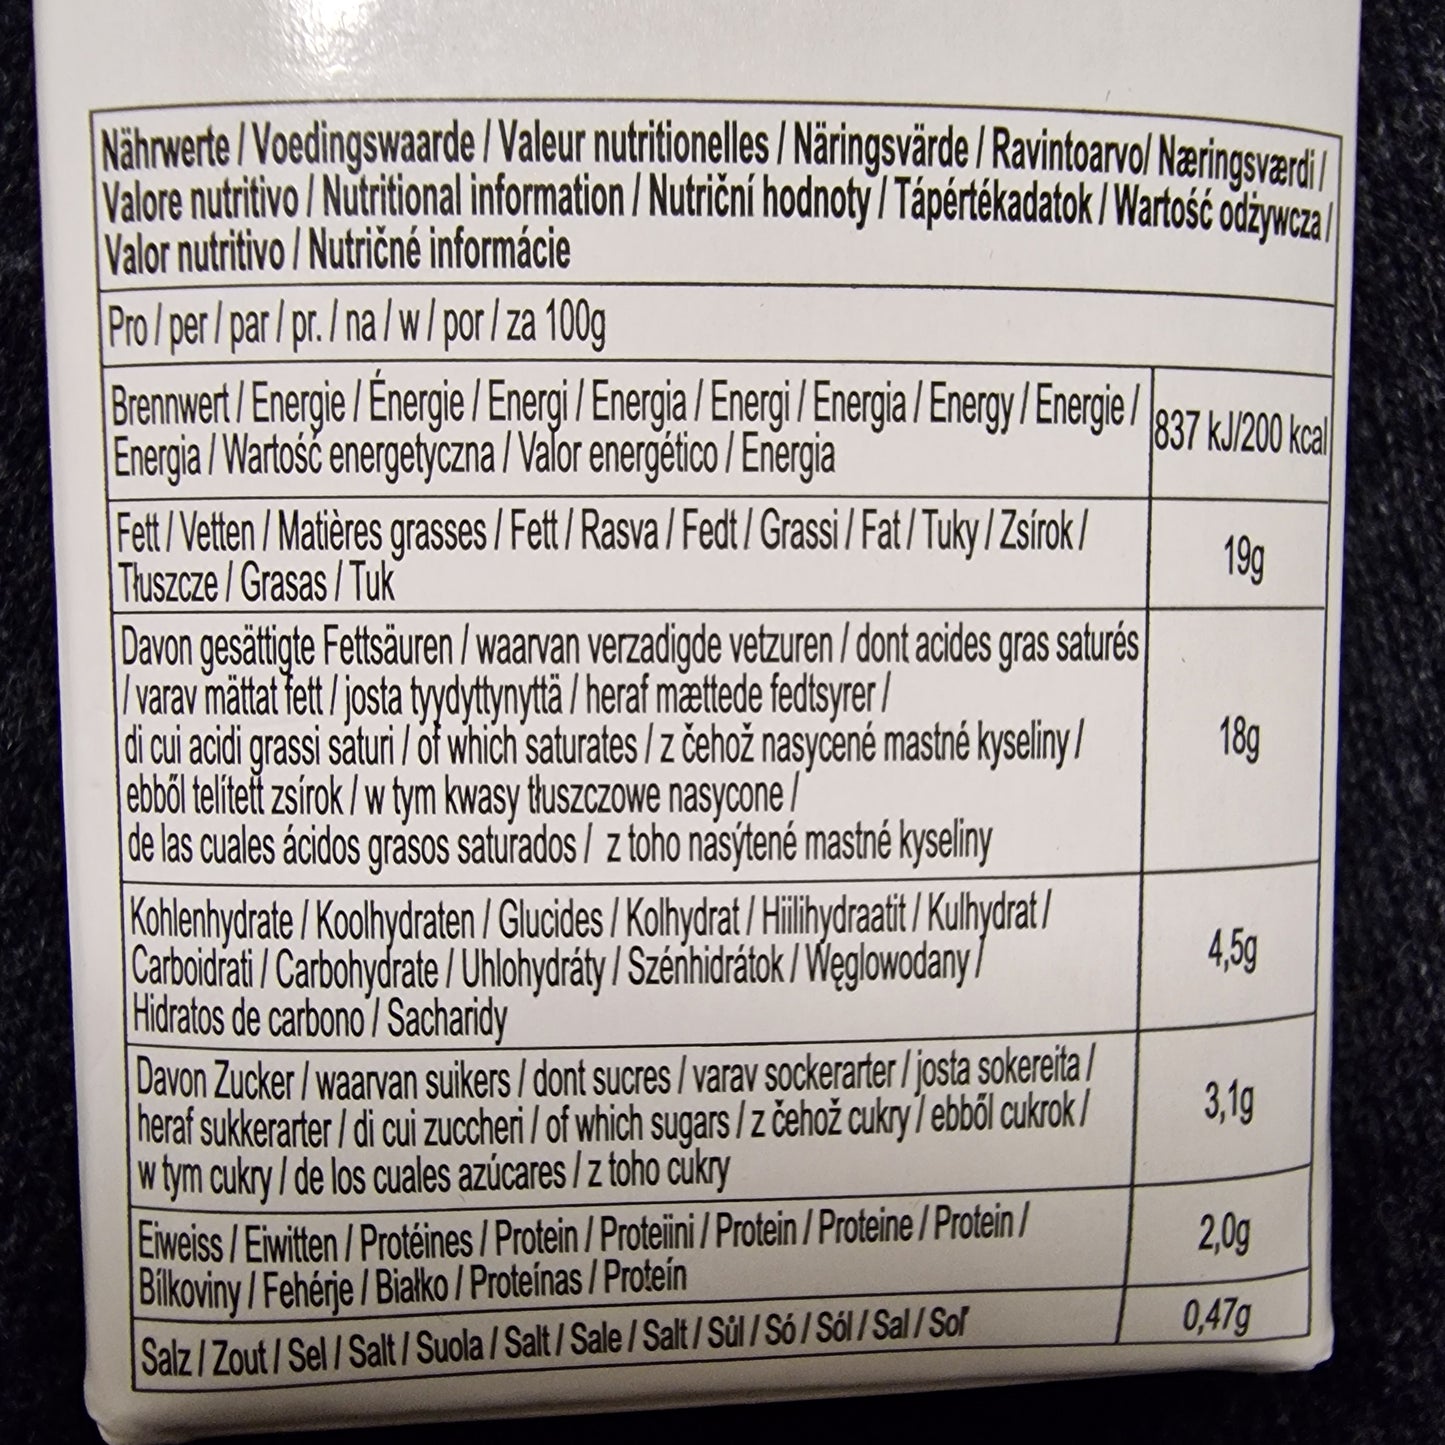 Nährwerte / Voedingswaarde / Valeur nutritionelles / Näringsvärde / Ravintoarvo/ Næringsværdi /
Valore nutritivo / Nutritional information / Nutriční hodnoty / Tápértékadatok / Wartość odżywcza /
Valor nutritivo / Nutričné informácie
Pro / per / par / pr. / na / w / por / za 100g
Brennwert / Energie / Énergie / Energi / Energia / Energi / Energia / Energy / Energie /
Energia / Wartość energetyczna / Valor energético / Energia
837 kJ/200 kcal
Fett / Vetten / Matières grasses / Fett / Rasva / Fedt / Grassi / Fat / Tuky / Zsírok /
Tłuszcze / Grasas / Tuk
19g
Davon gesättigte Fettsäuren / waarvan verzadigde vetzuren / dont acides gras saturés
/ varav mättat fett / josta tyydyttynyttä / heraf mættede fedtsyrer /
di cui acidi grassi saturi / of which saturates / z čehož nasycené mastné kyseliny /
ebből telített zsírok / w tym kwasy tłuszczowe nasycone /
de las cuales ácidos grasos saturados / z toho nasýtené mastné kyseliny
18g
Kohlenhydrate / Koolhydraten / Glucides / Kolhydrat / Hiilihydraatit / Kulhydrat /
Carboidrati / Carbohydrate / Uhlohydráty / Szénhidrátok / Węglowodany /
Hidratos de carbono / Sacharidy
4,5g
Davon Zucker / waarvan suikers / dont sucres / varav sockerarter / josta sokereita /
heraf sukkerarter / di cui zuccheri / of which sugars / z čehož cukry / ebből cukrok /
w tym cukry / de los cuales azúcares / z toho cukry
3,1g
Eiweiss / Eiwitten / Protéines / Protein / Proteiini / Protein / Proteine / Protein /
Bílkoviny / Fehérje / Białko / Proteínas / Proteín
2,0g
Salz / Zout / Sel / Salt / Suola / Salt / Sale / Salt / Sůl / Só / Sól / Sal / Soľ
0,47g